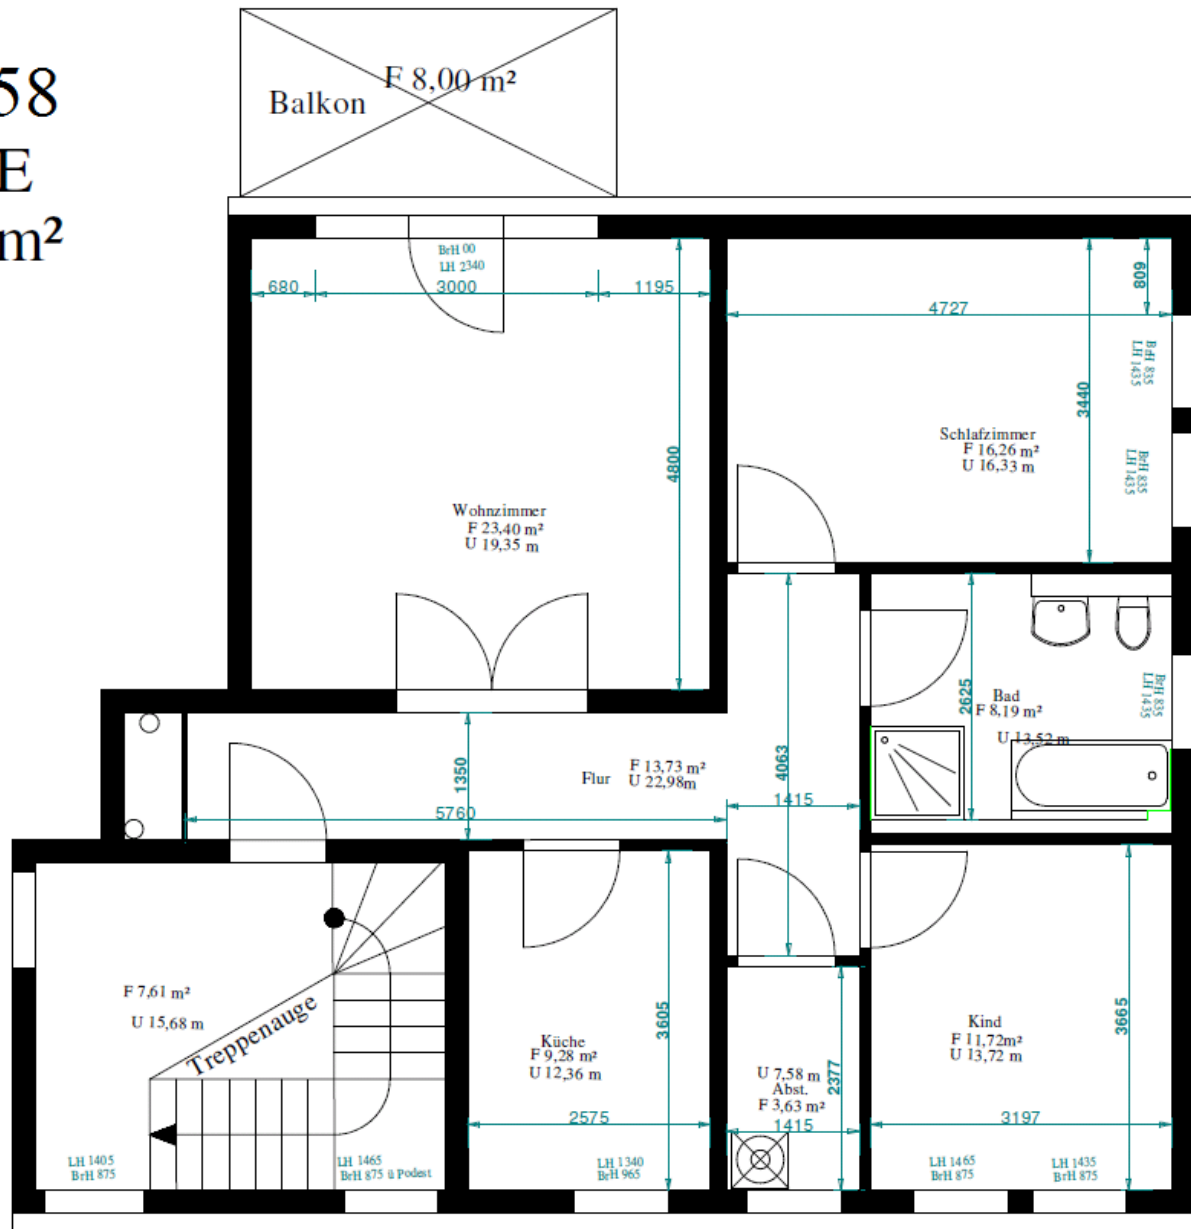 58
E
m²
F 8,00 m²
Balkon
BrH 00
LH 2340
680
3000
1195
4800
Wohnzimmer
F 23,40 m²
U 19,35 m
4727
608
BrH 835
LH 1435
3440
Schlafzimmer
F 16,26 m²
U 16,33 m
BrH 835
LH 1435
2625
Bad
F 8,19 m²
U 13,52 m
BrH 835
LH 1435
1350
Flur
F 13,73 m²
U 22,98m
5760
4063
1415
F 7,61 m²
U 15,68 m
Treppenauge
LH 1405
BrH 875
LH 1465
BrH 875 ü Podest
3605
Küche
F 9,28 m²
U 12,36 m
2575
LH 1340
BrH 965
U 7,58 m
Abst.
F 3,63 m²
2377
1415
3665
Kind
F 11,72m²
U 13,72 m
3197
LH 1465
BrH 875
LH 1435
BrH 875